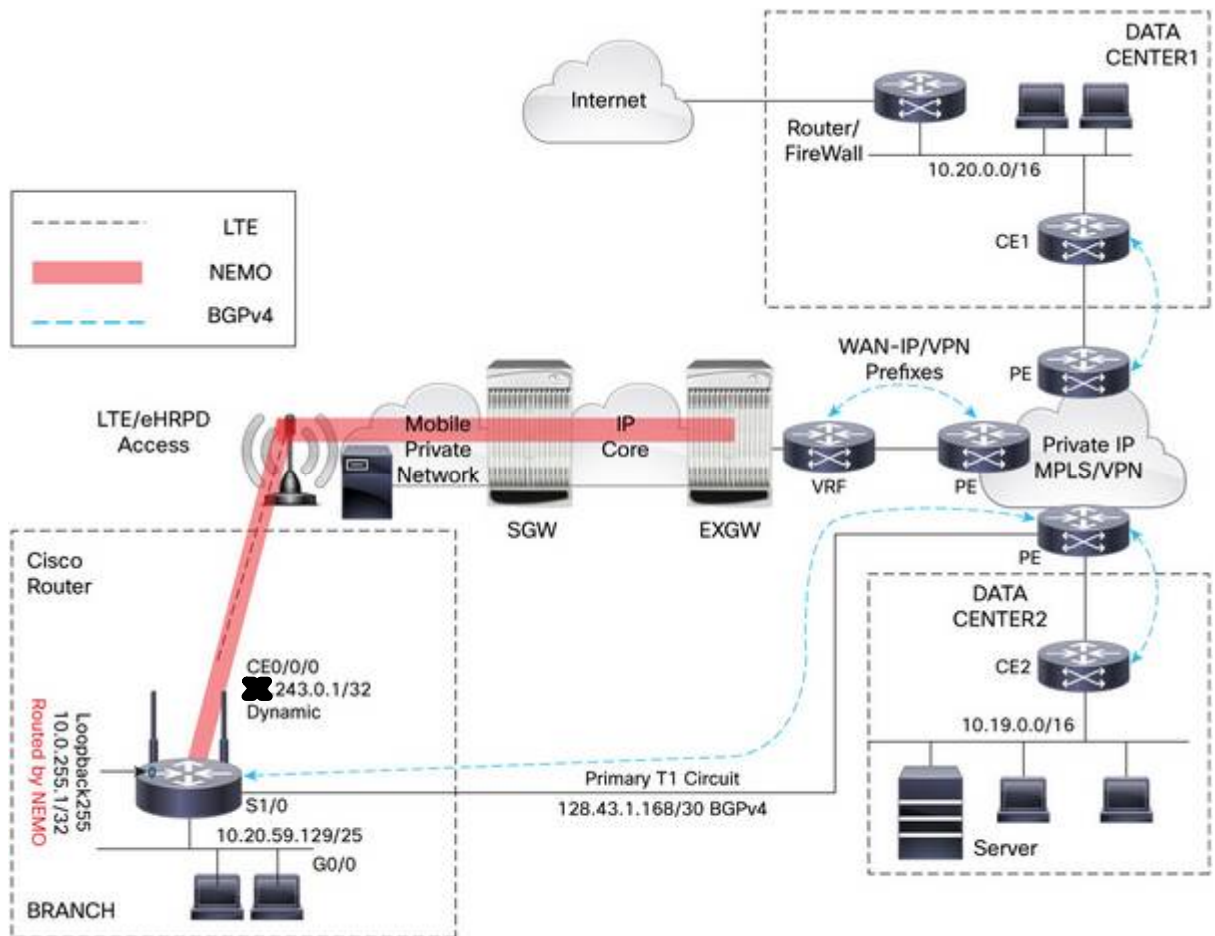 DATA
CENTER1
Internet
Router/
FireWall
10.20.0.0/16
LTE
NEMO
BGPv4
CE1
WAN-IP/VPN
Prefixes
PE
LTE/eHRPD
Access
Mobile
Private
Network
IP
Core
Private IP
MPLS/VPN
VRF
PE
SGW
EXGW
PE
Cisco
Router
DATA
CENTER2
CE0/0/0
243.0.1/32
Dynamic
CE2
Loopback255
10.0.255.1/32
Routed by NEMO
10.19.0.0/16
Primary T1 Circuit
S1/0
128.43.1.168/30 BGPv4
10.20.59.129/25
G0/0
Server
BRANCH